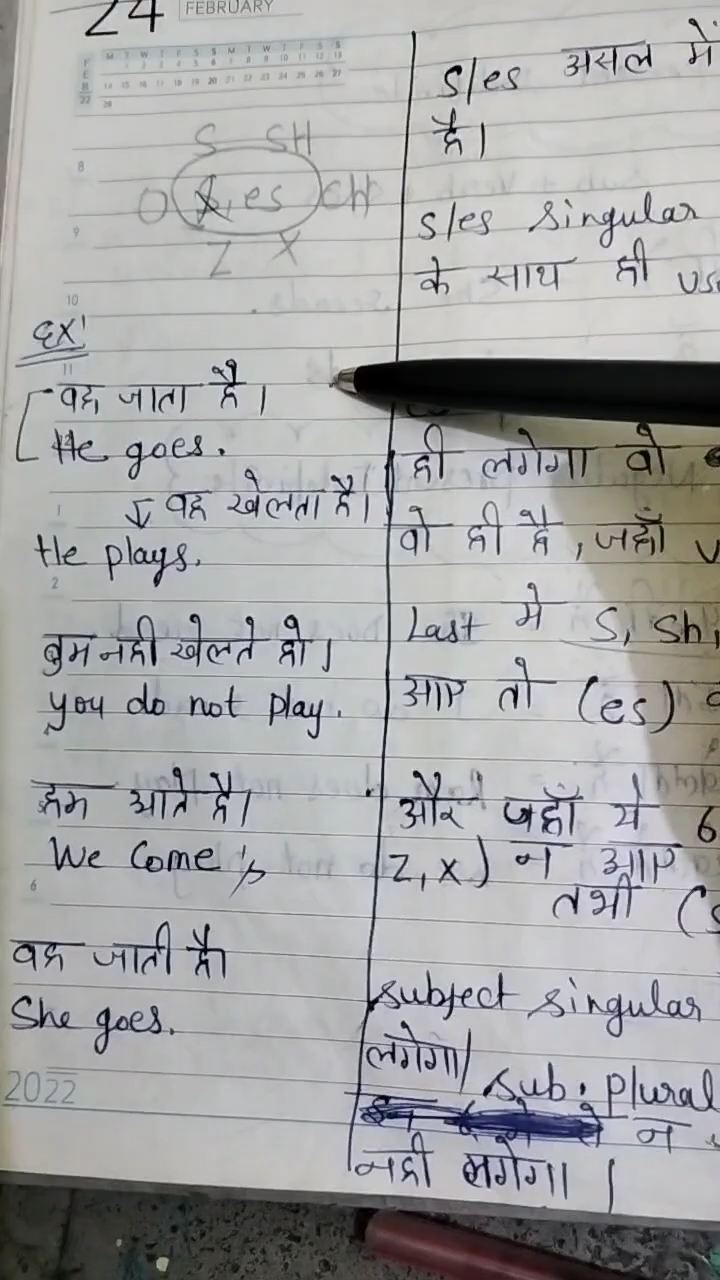 24 FEBRUARY
S SH
O s, es CH
Z X
Ex!
वह जाता है।
He goes.
↓ वह खेलता है।
He plays.
तुम नही खेलते हो।
you do not play.
हम आते है।
We come
वह जाती है।
She goes.
2022
S/es असल में
है।
S/es singular
के साथ ही
ही लगेगा वो
वो ही है, जहाँ
Last मे S, Sh,
आए तो (es)
और जहाँ ये 6
Z, X) न आए
तभी (s
subject singular
लगेगा/ sub. plural
न
नही लगेगा।